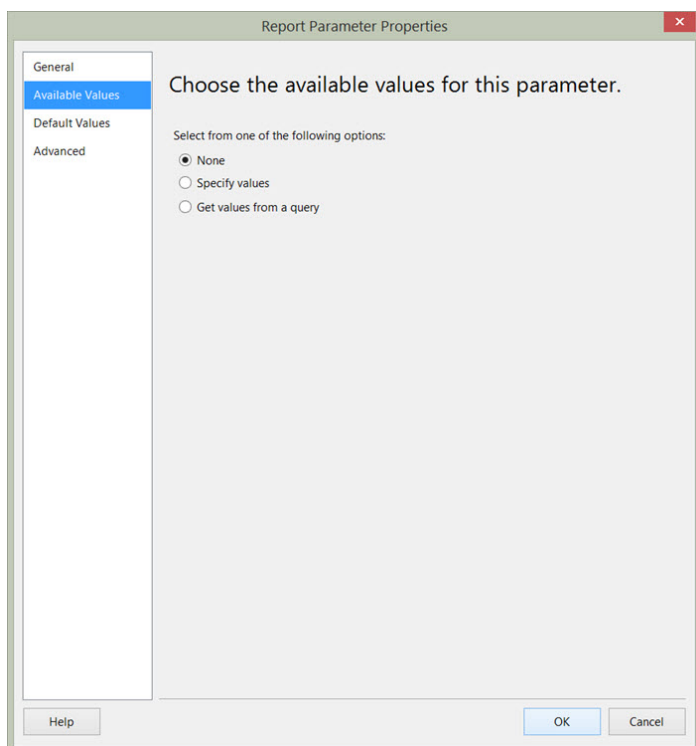 Report Parameter Properties
General
Available Values
Default Values
Advanced
Choose the available values for this parameter.
Select from one of the following options:
None
Specify values
Get values from a query
Help
OK
Cancel